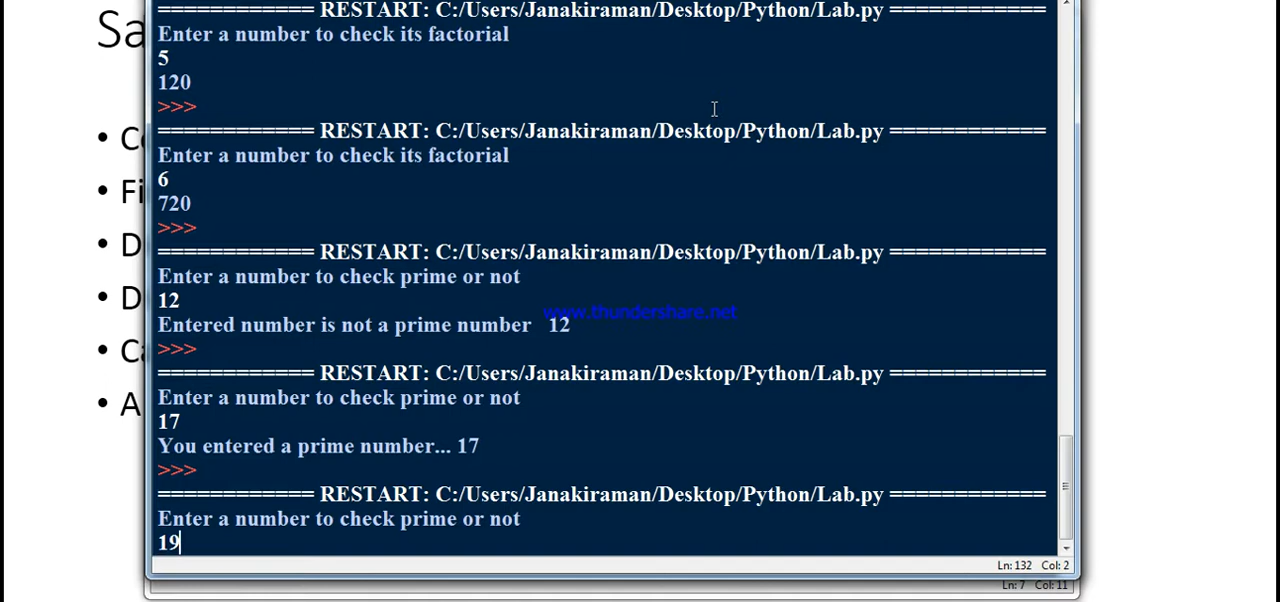 Sa
============ RESTART: C:/Users/Janakiraman/Desktop/Python/Lab.py ============
Enter a number to check its factorial
5
120
>>>
============ RESTART: C:/Users/Janakiraman/Desktop/Python/Lab.py ============
Enter a number to check its factorial
6
720
>>>
============ RESTART: C:/Users/Janakiraman/Desktop/Python/Lab.py ============
Enter a number to check prime or not
12
www.thundershare.net
Entered number is not a prime number   12
>>>
============ RESTART: C:/Users/Janakiraman/Desktop/Python/Lab.py ============
Enter a number to check prime or not
17
You entered a prime number... 17
>>>
============ RESTART: C:/Users/Janakiraman/Desktop/Python/Lab.py ============
Enter a number to check prime or not
19
Ln: 132 Col: 2
Ln: 7 Col: 11